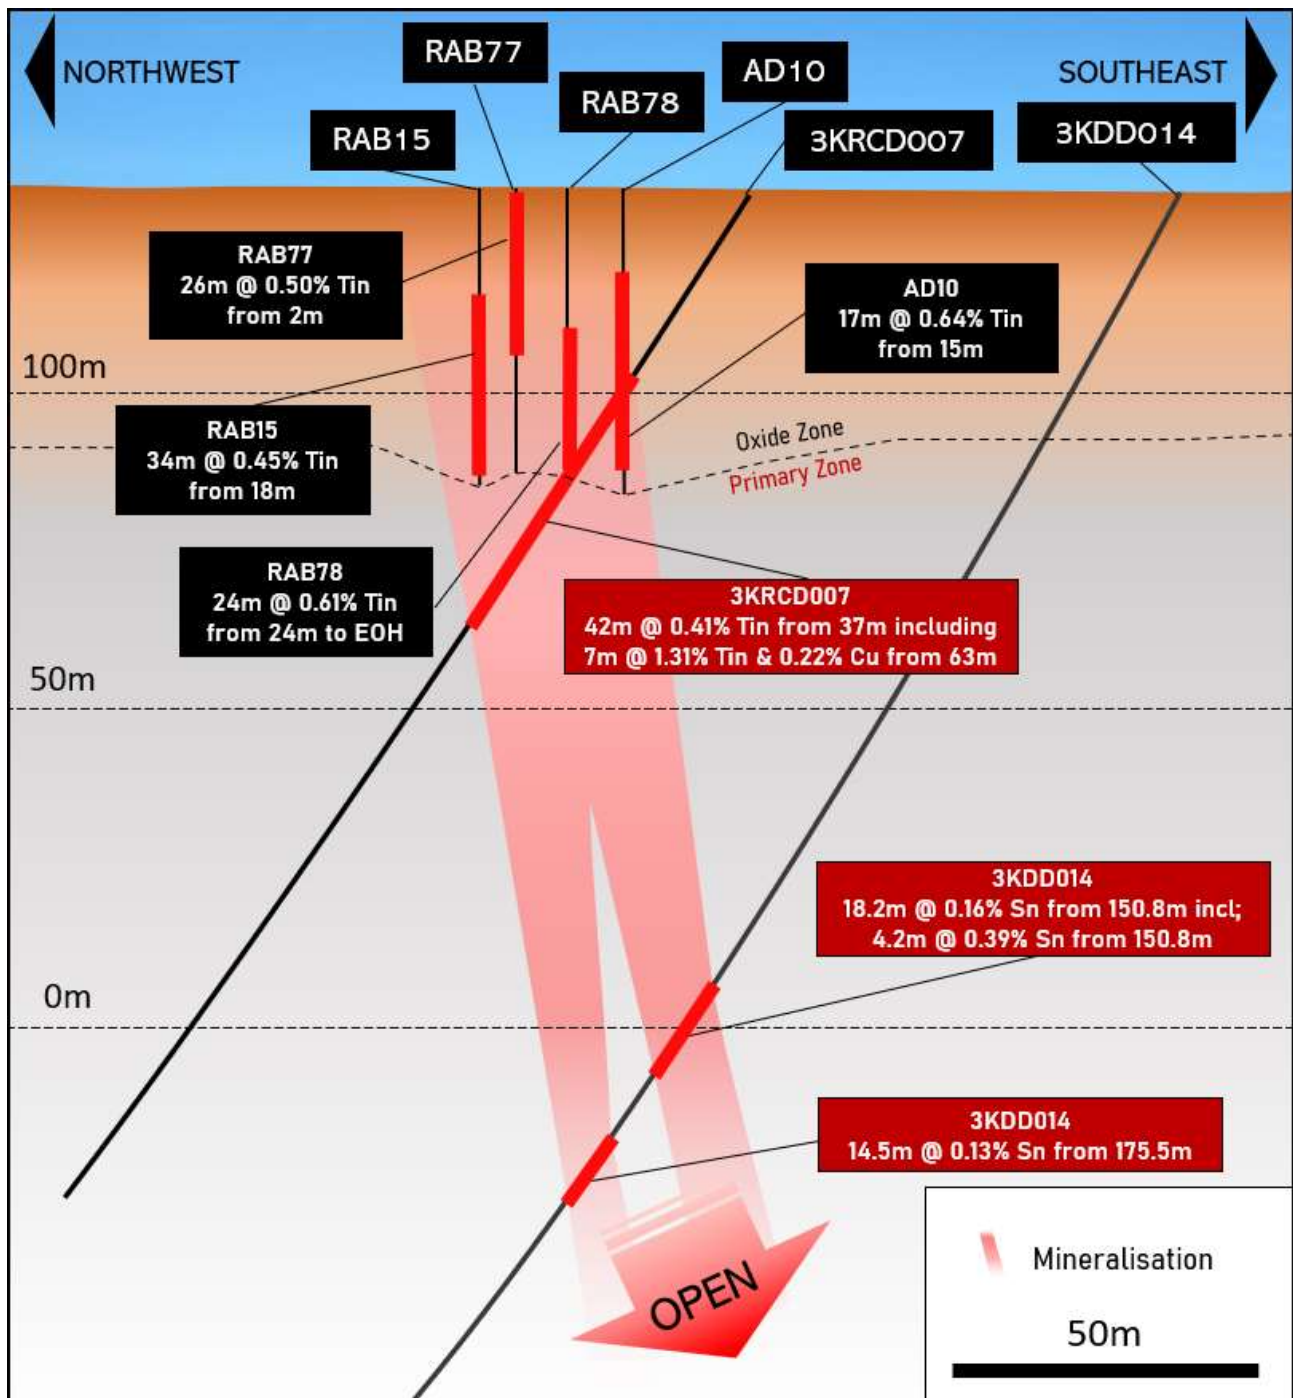 NORTHWEST
RAB77
RAB15
RAB78
AD10
3KRCD007
SOUTHEAST
3KDD014
RAB77
26m @ 0.50% Tin
from 2m
AD10
17m @ 0.64% Tin
from 15m
100m
RAB15
34m @ 0.45% Tin
from 18m
Oxide Zone
Primary Zone
RAB78
24m @ 0.61% Tin
from 24m to EOH
3KRCD007
42m @ 0.41% Tin from 37m including
7m @ 1.31% Tin & 0.22% Cu from 63m
50m
3KDD014
18.2m @ 0.16% Sn from 150.8m incl;
4.2m @ 0.39% Sn from 150.8m
0m
3KDD014
14.5m @ 0.13% Sn from 175.5m
OPEN
Mineralisation
50m